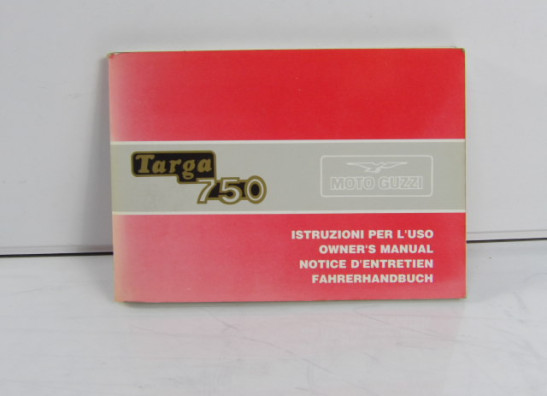 Targa
750
MOTO GUZZI
ISTRUZIONI PER L'USO
OWNER'S MANUAL
NOTICE D'ENTRETIEN
FAHRERHANDBUCH